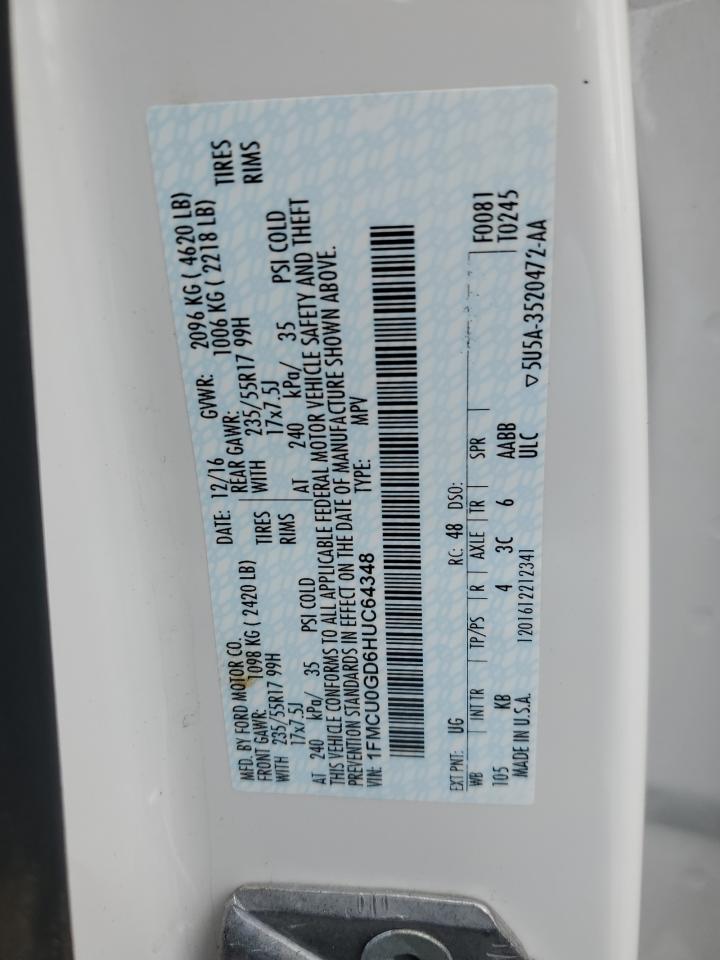 MFD. BY FORD MOTOR CO.
DATE: 12/16 GVWR: 2096 KG ( 4620 LB)
FRONT GAWR: 1098 KG ( 2420 LB)
REAR GAWR: 1006 KG ( 2218 LB)
WITH 235/55R17 99H TIRES
WITH 235/55R17 99H TIRES
17x7.5J RIMS
17x7.5J RIMS
AT 240 kPa/ 35 PSI COLD
AT 240 kPa/ 35 PSI COLD
THIS VEHICLE CONFORMS TO ALL APPLICABLE FEDERAL MOTOR VEHICLE SAFETY AND THEFT
PREVENTION STANDARDS IN EFFECT ON THE DATE OF MANUFACTURE SHOWN ABOVE.
VIN: 1FMCU0GD6HUC64348 TYPE: MPV
EXT PNT: UG RC: 48 DSO: F0081
WB INT TR TP/PS R AXLE TR SPR T0245
105 KB 4 3C 6 AABB
MADE IN U.S.A. 1201612212341 ULC ▽5U5A-3520472-AA